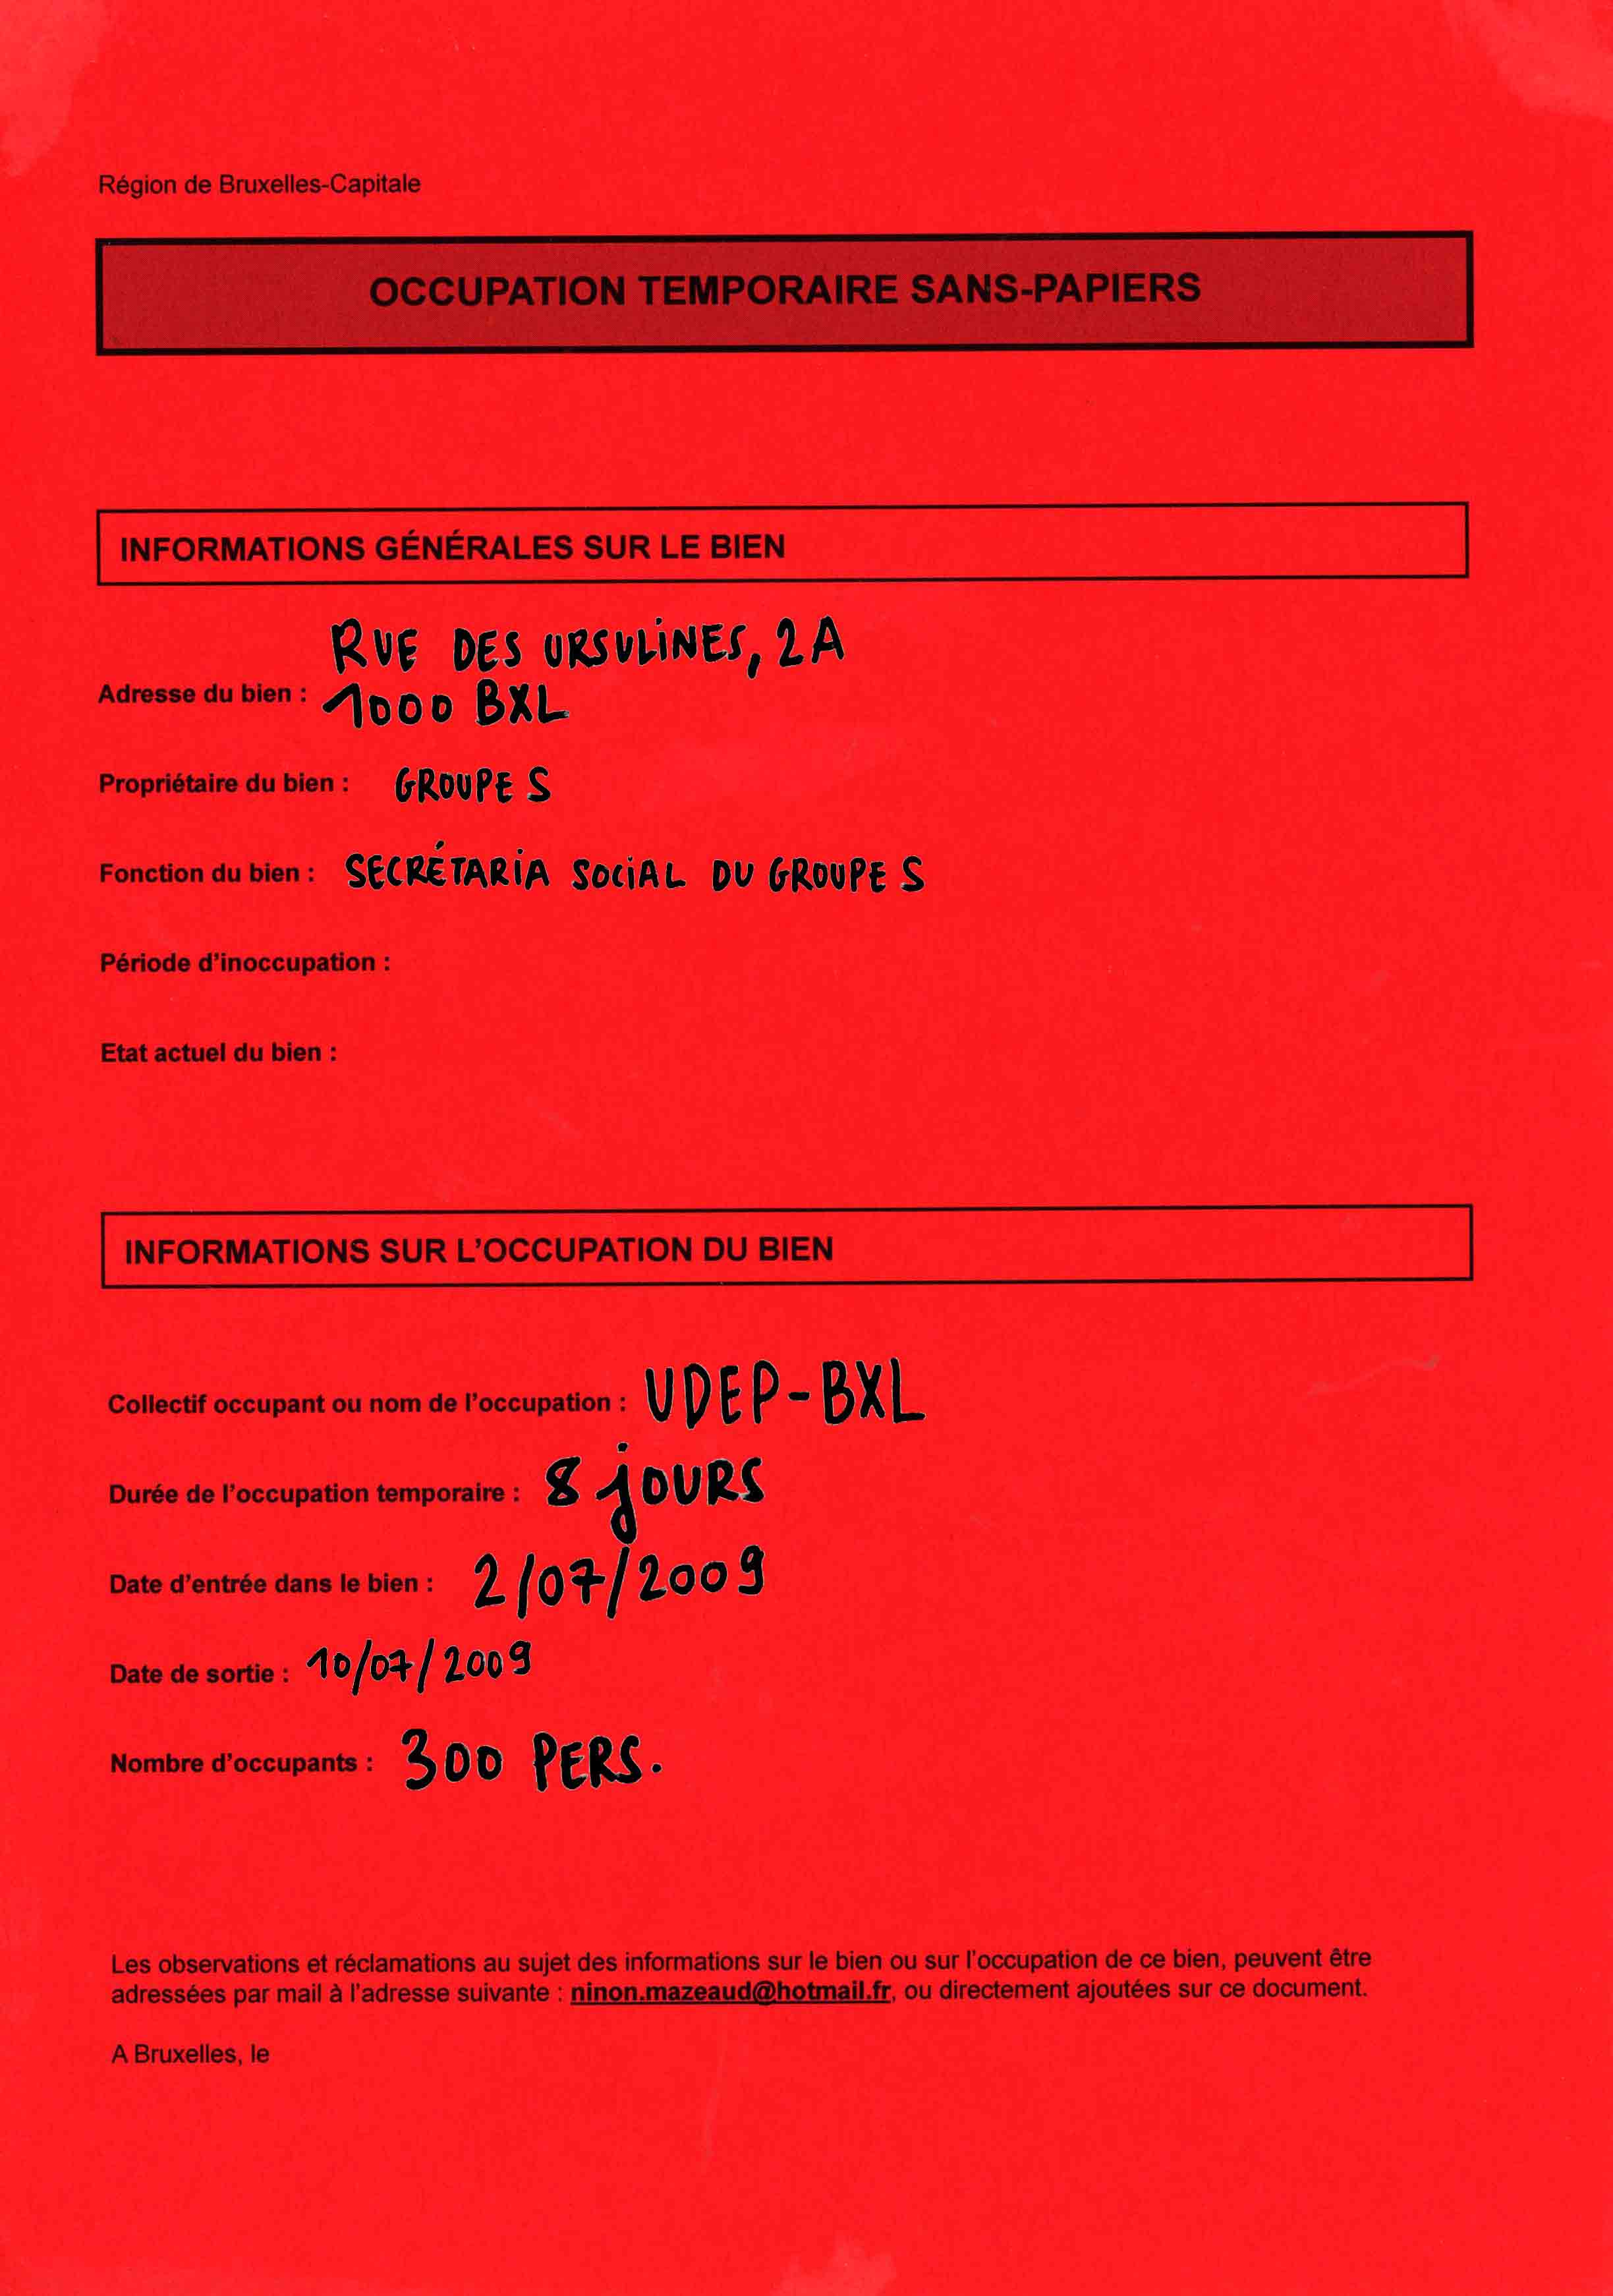 Région de Bruxelles-Capitale
OCCUPATION TEMPORAIRE SANS-PAPIERS
INFORMATIONS GÉNÉRALES SUR LE BIEN
RUE DES URSULINES, 2A
Adresse du bien : 1000 BXL
Propriétaire du bien : GROUPE S
Fonction du bien : SECRÉTARIA SOCIAL DU GROUPE S
Période d'inoccupation :
Etat actuel du bien :
INFORMATIONS SUR L'OCCUPATION DU BIEN
Collectif occupant ou nom de l'occupation : UDEP-BXL
Durée de l'occupation temporaire : 8 jOURS
Date d'entrée dans le bien : 2/07/2009
Date de sortie : 10/07/2009
Nombre d'occupants : 300 PERS.
Les observations et réclamations au sujet des informations sur le bien ou sur l'occupation de ce bien, peuvent être
adressées par mail à l'adresse suivante : ninon.mazeaud@hotmail.fr, ou directement ajoutées sur ce document.
A Bruxelles, le